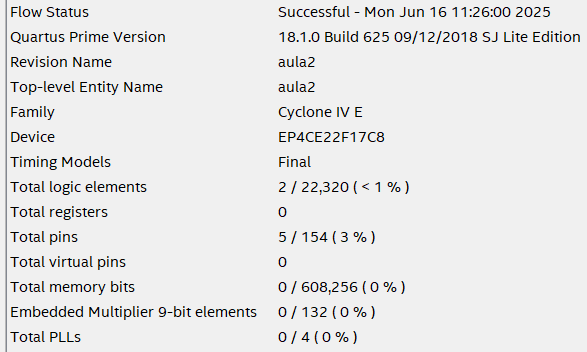 Flow Status Successful - Mon Jun 16 11:26:00 2025
Quartus Prime Version 18.1.0 Build 625 09/12/2018 SJ Lite Edition
Revision Name aula2
Top-level Entity Name aula2
Family Cyclone IV E
Device EP4CE22F17C8
Timing Models Final
Total logic elements 2 / 22,320 ( < 1 % )
Total registers 0
Total pins 5 / 154 ( 3 % )
Total virtual pins 0
Total memory bits 0 / 608,256 ( 0 % )
Embedded Multiplier 9-bit elements 0 / 132 ( 0 % )
Total PLLs 0 / 4 ( 0 % )